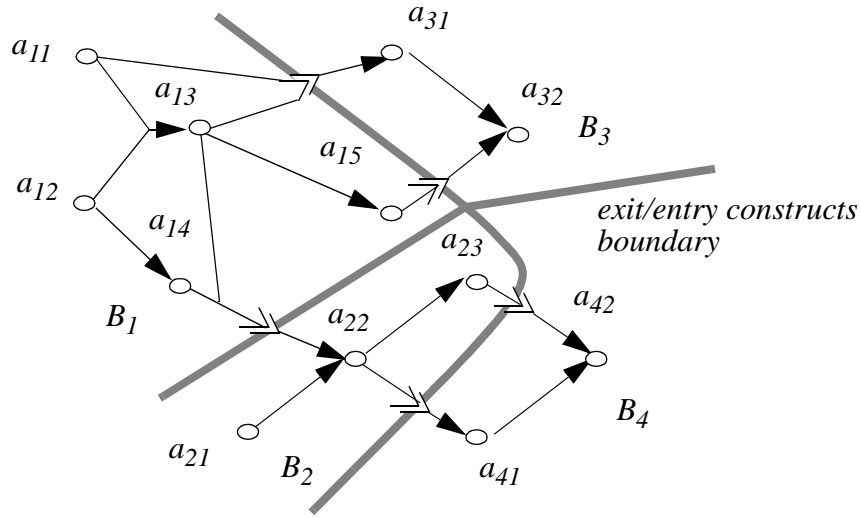 a31
a11
a13
a32
B3
a15
a12
exit/entry constructs
boundary
a14
a23
a42
B1
a22
B4
a21
B2
a41